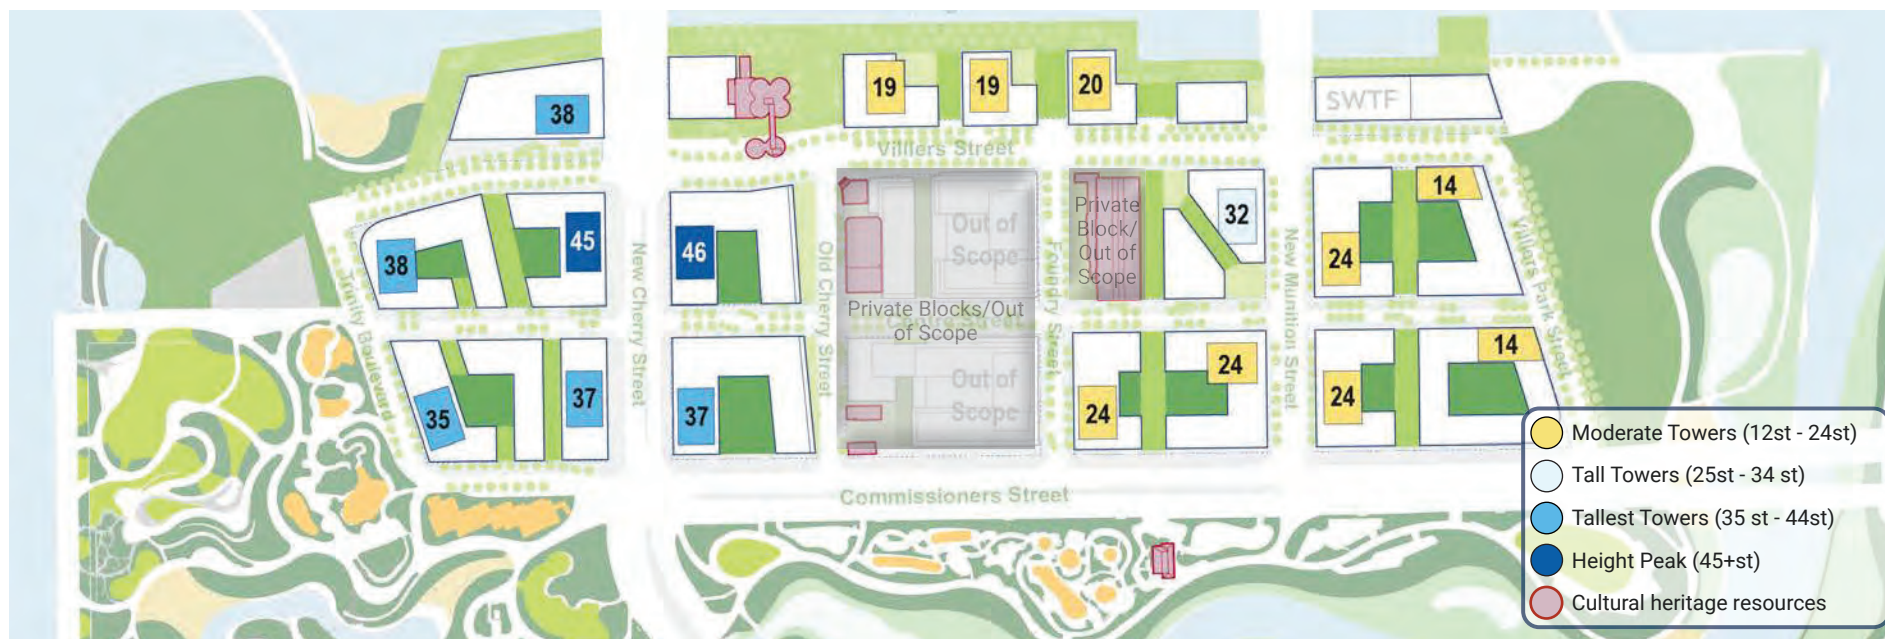 38
19
19
20
SWTF
Villiers Street
38
45
46
Out of
Scope
Private
Block/
Out of
Scope
32
14
24
Trinity Boulevard
New Cherry Street
Old Cherry Street
Foundry Street
New Munition Street
Villiers Park Street
Private Blocks/Out
of Scope
Centre Street
35
37
37
Out of
Scope
24
24
24
14
Commissioners Street
Moderate Towers (12st - 24st)
Tall Towers (25st - 34 st)
Tallest Towers (35 st - 44st)
Height Peak (45+st)
Cultural heritage resources